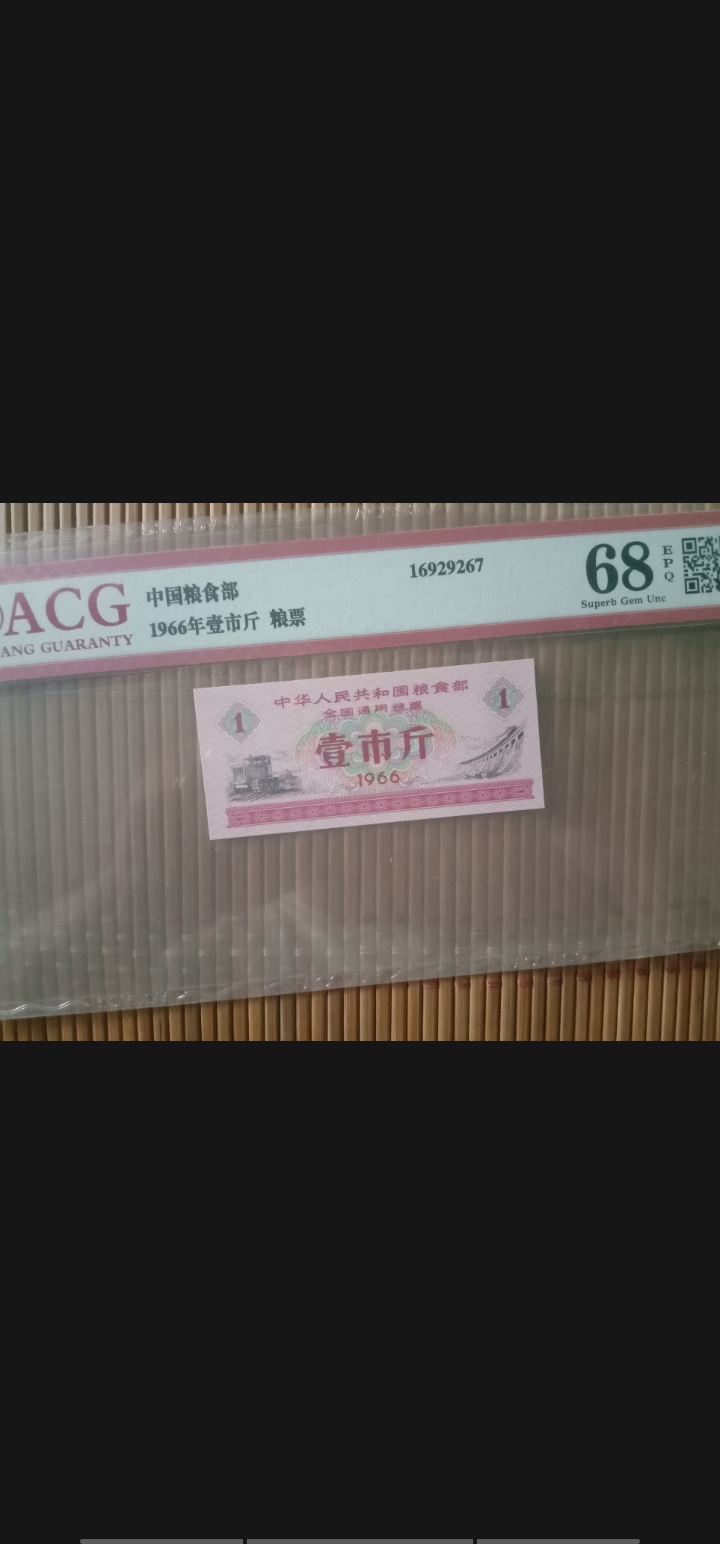 ACG
ANG GUARANTY
中国粮食部
1966年壹市斤 粮票
16929267
68
EPQ
Superb Gem Unc
中华人民共和国粮食部
全国通用粮票
1
1
壹市斤
1966